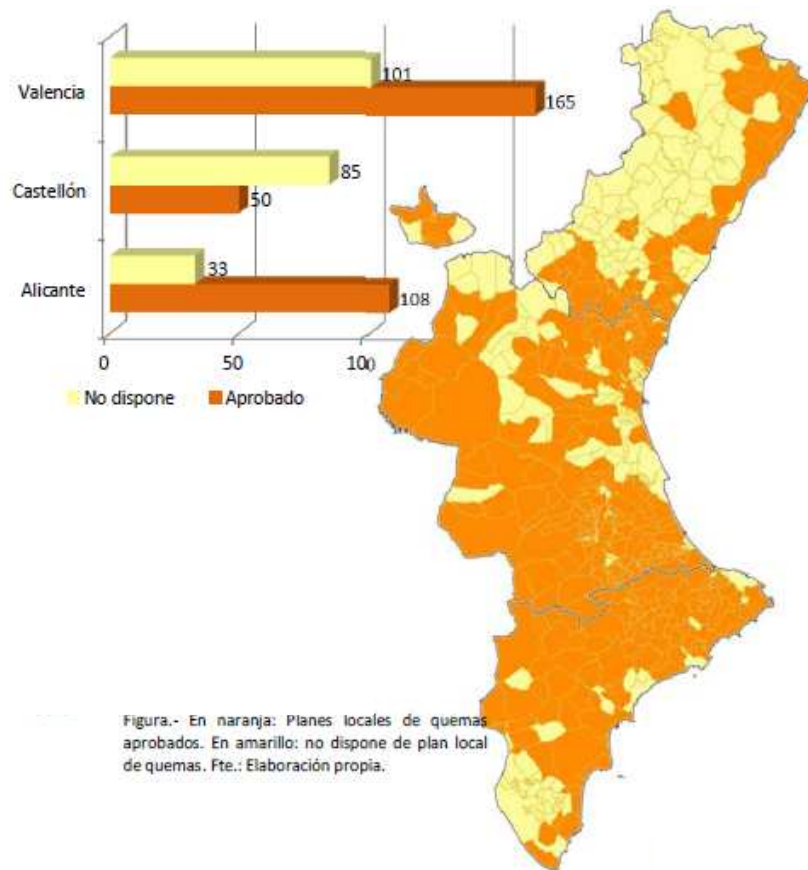 Valencia
101
165
Castellón
85
50
Alicante
33
108
0 50 100
No dispone Aprobado
Figura.- En naranja: Planes locales de quemas
aprobados. En amarillo: no dispone de plan local
de quemas. Fte.: Elaboración propia.